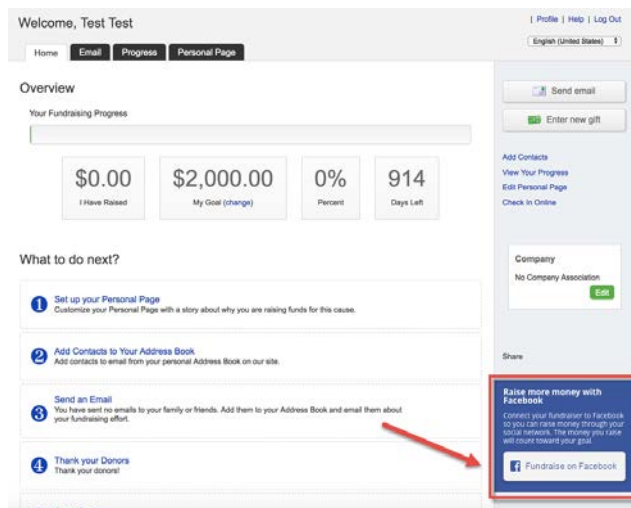 Welcome, Test Test
| Profile | Help | Log Out
English (United States)
Home Email Progress Personal Page
Overview
Your Fundraising Progress
$0.00
I Have Raised
$2,000.00
My Goal (change)
0%
Percent
914
Days Left
What to do next?
1 Set up your Personal Page
Customize your Personal Page with a story about why you are raising funds for this cause.
2 Add Contacts to Your Address Book
Add contacts to email from your personal Address Book on our site.
3 Send an Email
You have sent no emails to your family or friends. Add them to your Address Book and email them about
your fundraising effort.
4 Thank your Donors
Thank your donors!
Send email
Enter new gift
Add Contacts
View Your Progress
Edit Personal Page
Check In Online
Company
No Company Association
Edit
Share
Raise more money with
Facebook
Connect your fundraiser to Facebook
so you can raise money through your
social network. The money you raise
will count toward your goal.
Fundraise on Facebook